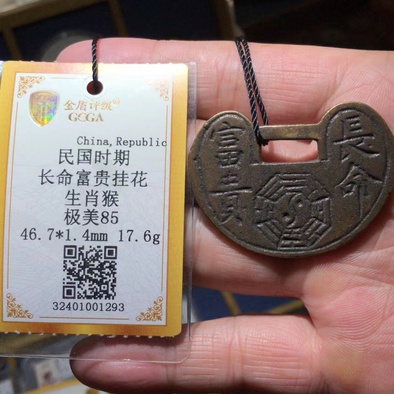 金盾评级
GCGA
China,Republic
民国时期
长命富贵挂花
生肖猴
极美85
46.7*1.4mm 17.6g
32401001293
長命
富貴